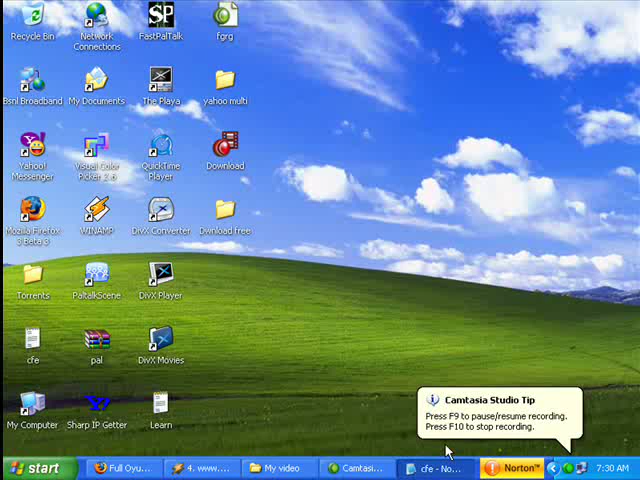 Recycle Bin
Network
Connections
FastPalTalk
fgrg
Bsnl Broadband
My Documents
The Playa
yahoo multi
Yahoo!
Messenger
Visual Color
Picker 2.6
QuickTime
Player
Download
Mozilla Firefox
3 Beta 3
WINAMP
DivX Converter
Dwnload free
Torrents
PaltalkScene
DivX Player
cfe
pal
DivX Movies
My Computer
Sharp IP Getter
Learn
SP
Camtasia Studio Tip
Press F9 to pause/resume recording.
Press F10 to stop recording.
start
Full Oyu...
4. www....
My video
Camtasi...
cfe - No...
Norton™
7:30 AM